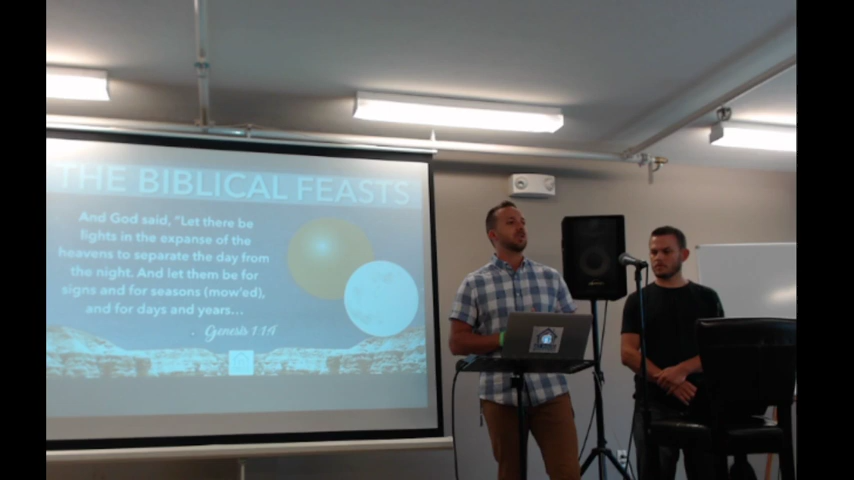 THE BIBLICAL FEASTS
And God said, "Let there be
lights in the expanse of the
heavens to separate the day from
the night. And let them be for
signs and for seasons (mow'ed),
and for days and years...
- Genesis 1:14